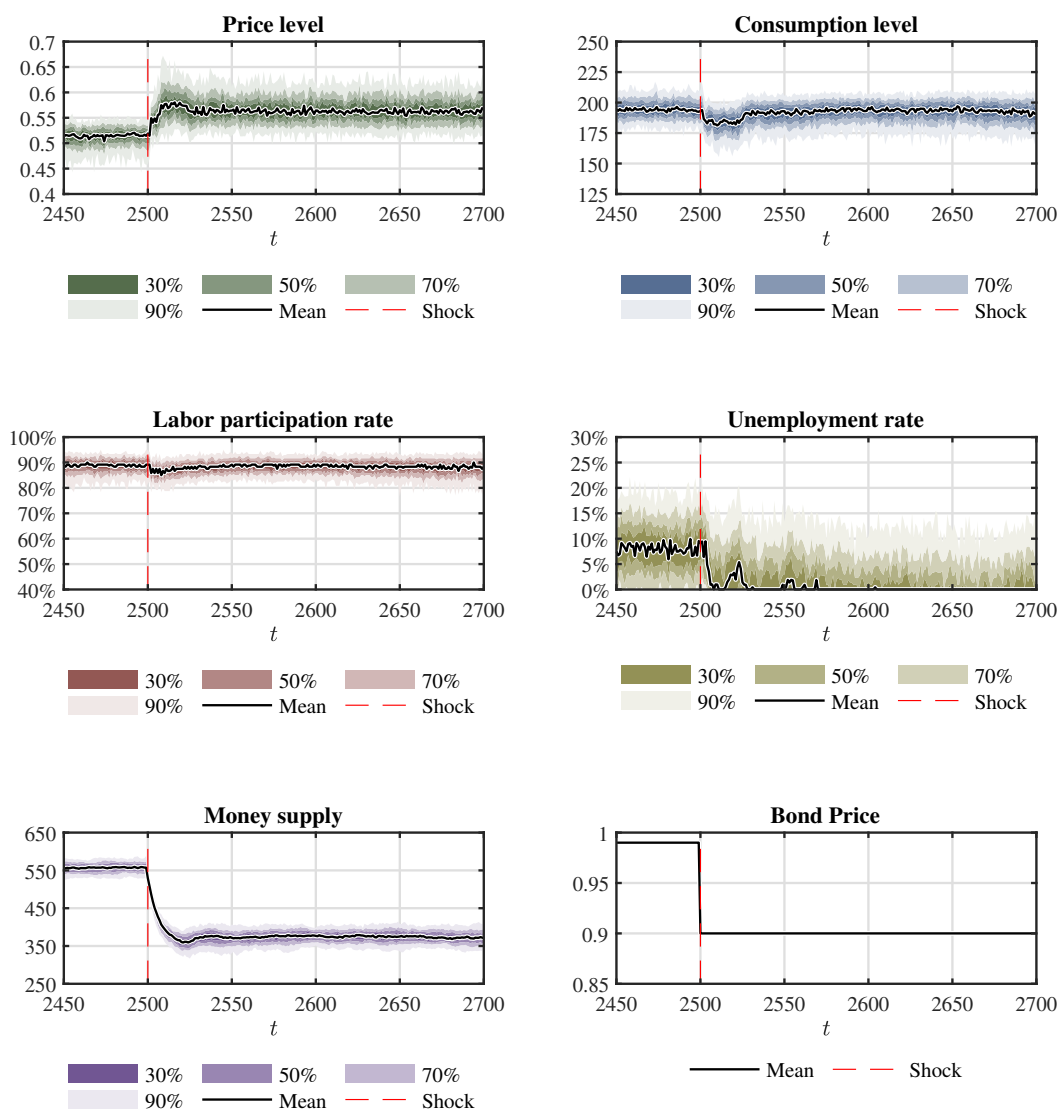 Price level
0.7
0.65
0.6
0.55
0.5
0.45
0.4
2450 2500 2550 2600 2650 2700
t
30% 50% 70%
90% Mean Shock
Consumption level
250
225
200
175
150
125
2450 2500 2550 2600 2650 2700
t
30% 50% 70%
90% Mean Shock
Labor participation rate
100%
90%
80%
70%
60%
50%
40%
2450 2500 2550 2600 2650 2700
t
30% 50% 70%
90% Mean Shock
Unemployment rate
30%
25%
20%
15%
10%
5%
0%
2450 2500 2550 2600 2650 2700
t
30% 50% 70%
90% Mean Shock
Money supply
650
550
450
350
250
2450 2500 2550 2600 2650 2700
t
30% 50% 70%
90% Mean Shock
Bond Price
1
0.95
0.9
0.85
2450 2500 2550 2600 2650 2700
t
Mean Shock